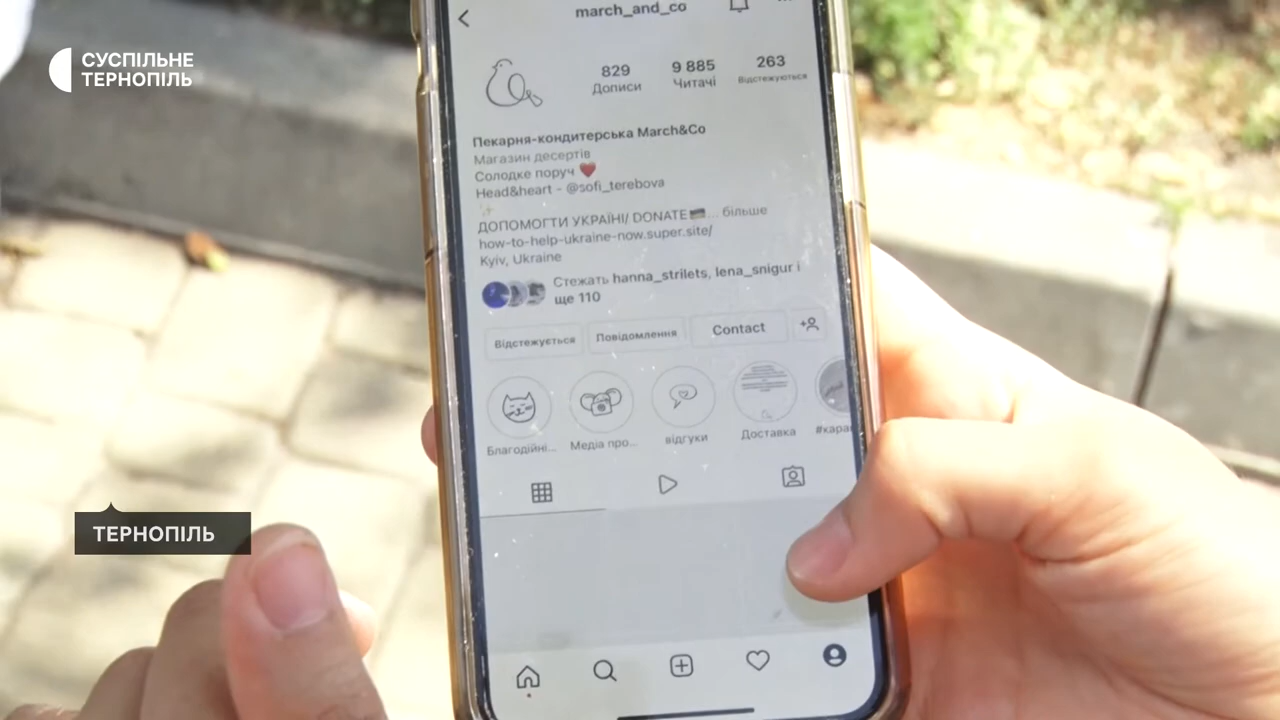 СУСПІЛЬНЕ
ТЕРНОПІЛЬ
march_and_co
829 9 885 263
Дописи Читачі Відстежуються
Пекарня-кондитерська March&Co
Магазин десертів
Солодке поруч ❤️
Head&heart - @sofi_terebova
✨
ДОПОМОГТИ УКРАЇНІ/ DONATE🇺🇦... більше
how-to-help-ukraine-now.super.site/
Kyiv, Ukraine
Стежать hanna_strilets, lena_snigur і
ще 110
Відстежується Повідомлення Contact
Благодійні... Медіа про... відгуки Доставка
ТЕРНОПІЛЬ